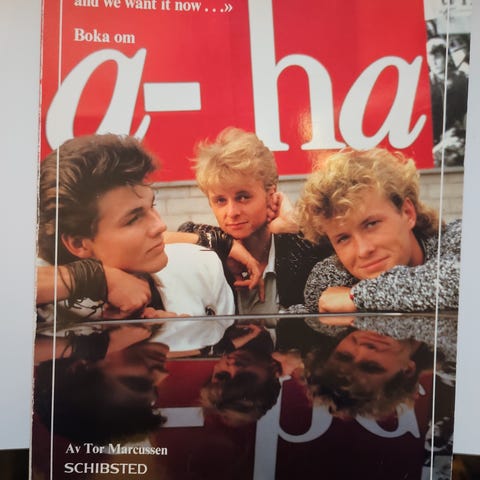 and we want it now . . .»
Boka om
a-ha
Av Tor Marcussen
SCHIBSTED